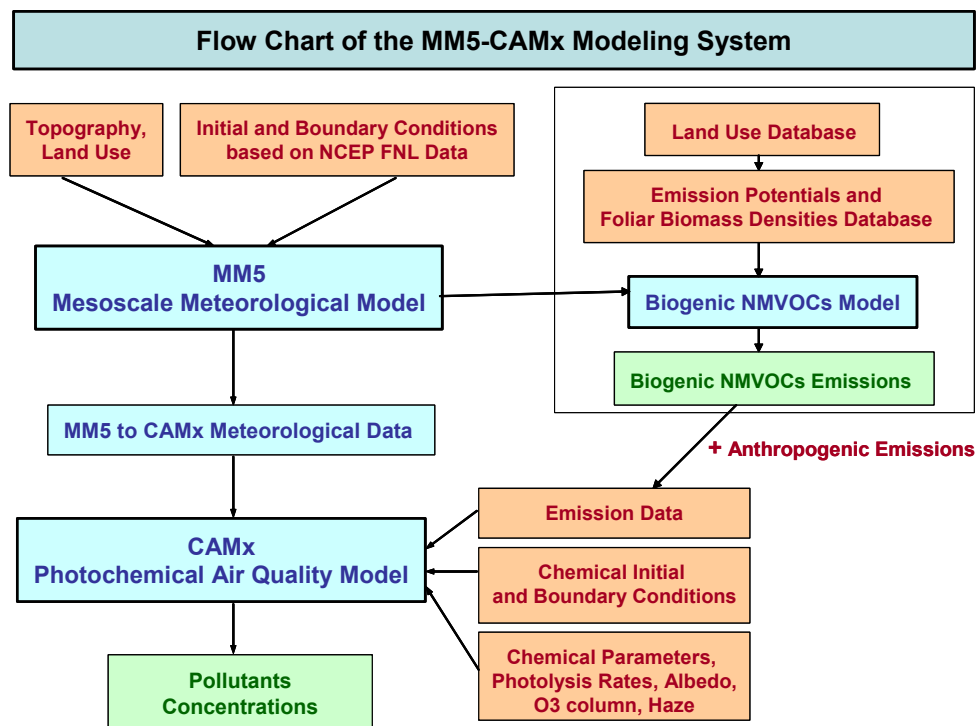 Flow Chart of the MM5-CAMx Modeling System
Topography,
Land Use
Initial and Boundary Conditions
based on NCEP FNL Data
Land Use Database
Emission Potentials and
Foliar Biomass Densities Database
MM5
Mesoscale Meteorological Model
Biogenic NMVOCs Model
Biogenic NMVOCs Emissions
MM5 to CAMx Meteorological Data
+ Anthropogenic Emissions
Emission Data
CAMx
Photochemical Air Quality Model
Chemical Initial
and Boundary Conditions
Chemical Parameters,
Photolysis Rates, Albedo,
O3 column, Haze
Pollutants
Concentrations